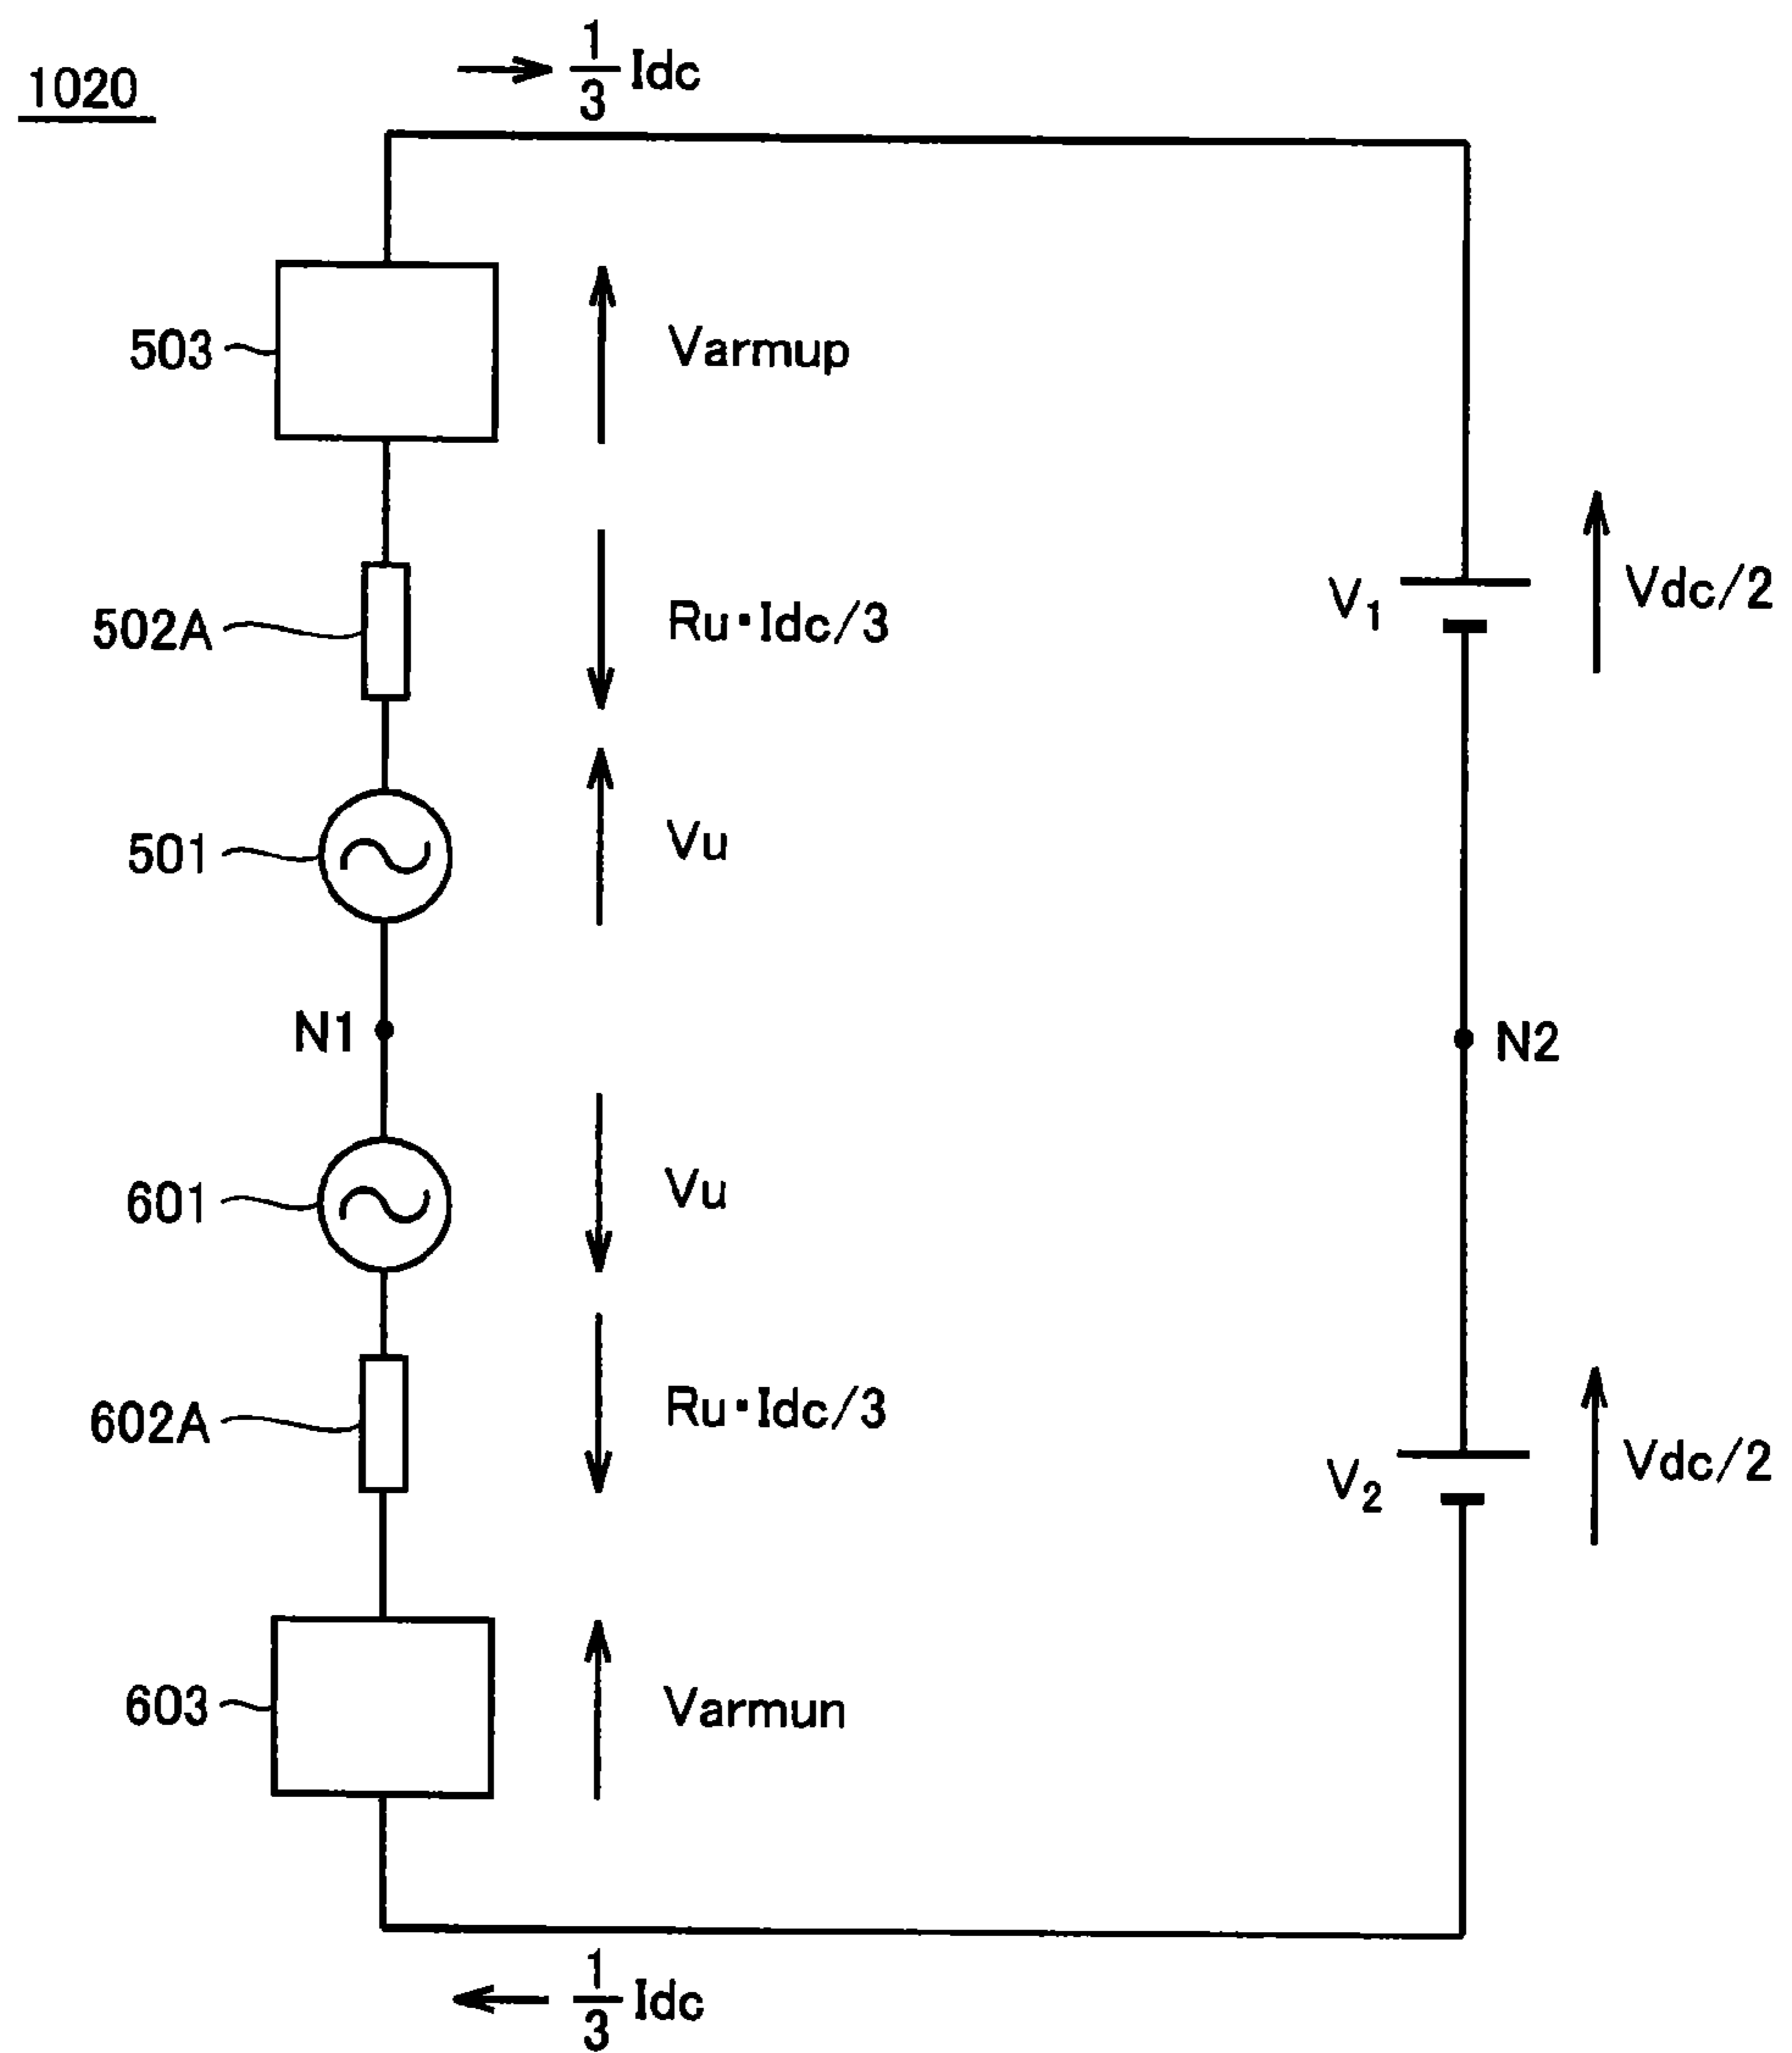 1020
1/3 Idc
503
Varmup
502A
Ru・Idc/3
V1
Vdc/2
501
Vu
N1
N2
601
Vu
602A
Ru・Idc/3
V2
Vdc/2
603
Varmun
1/3 Idc